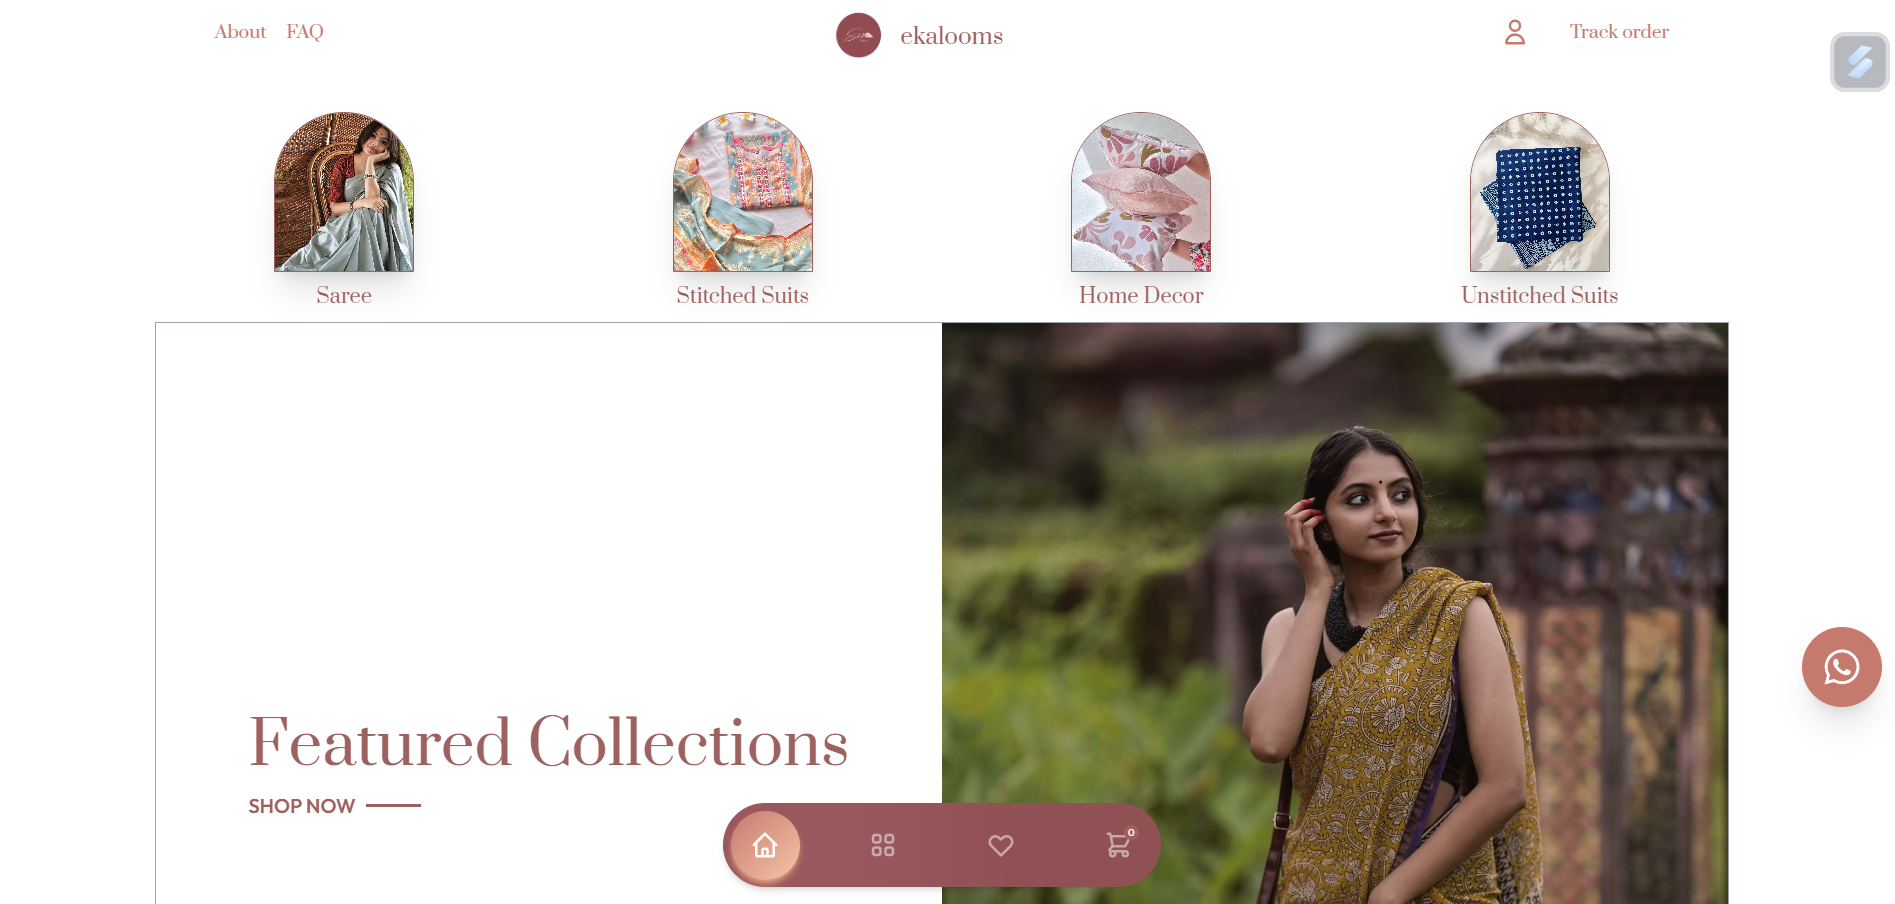 About
FAQ
ekalooms
Track order
Saree
Stitched Suits
Home Decor
Unstitched Suits
Featured Collections
SHOP NOW
0